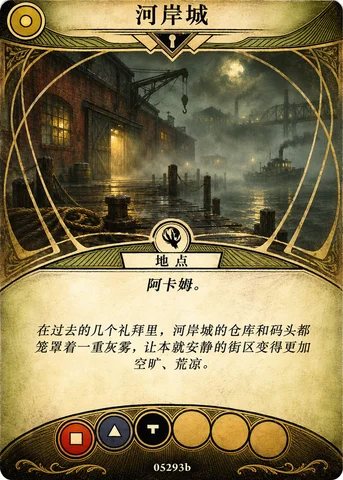 河岸城
地点
阿卡姆。
在过去的几个礼拜里，河岸城的仓库和码头都
笼罩着一重灰雾，让本就安静的街区变得更加
空旷、荒凉。
05293b